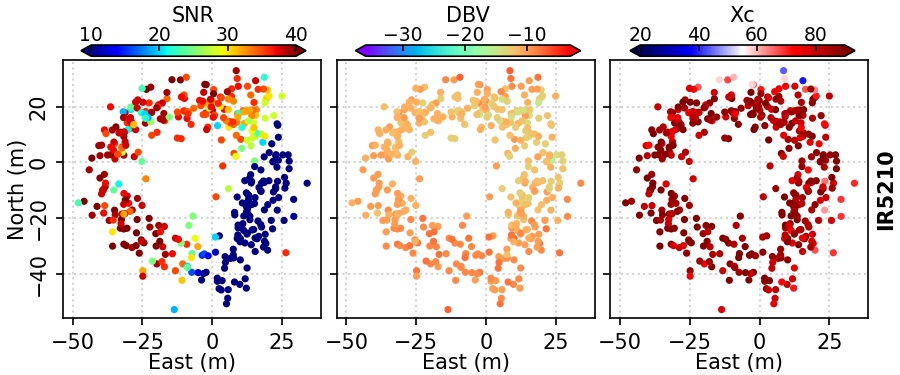 SNR DBV Xc
10 20 30 40 −30 −20 −10 20 40 60 80
20
0
−20
−40
North (m)
−50 −25 0 25 −50 −25 0 25 −50 −25 0 25
East (m) East (m) East (m)
IR5210